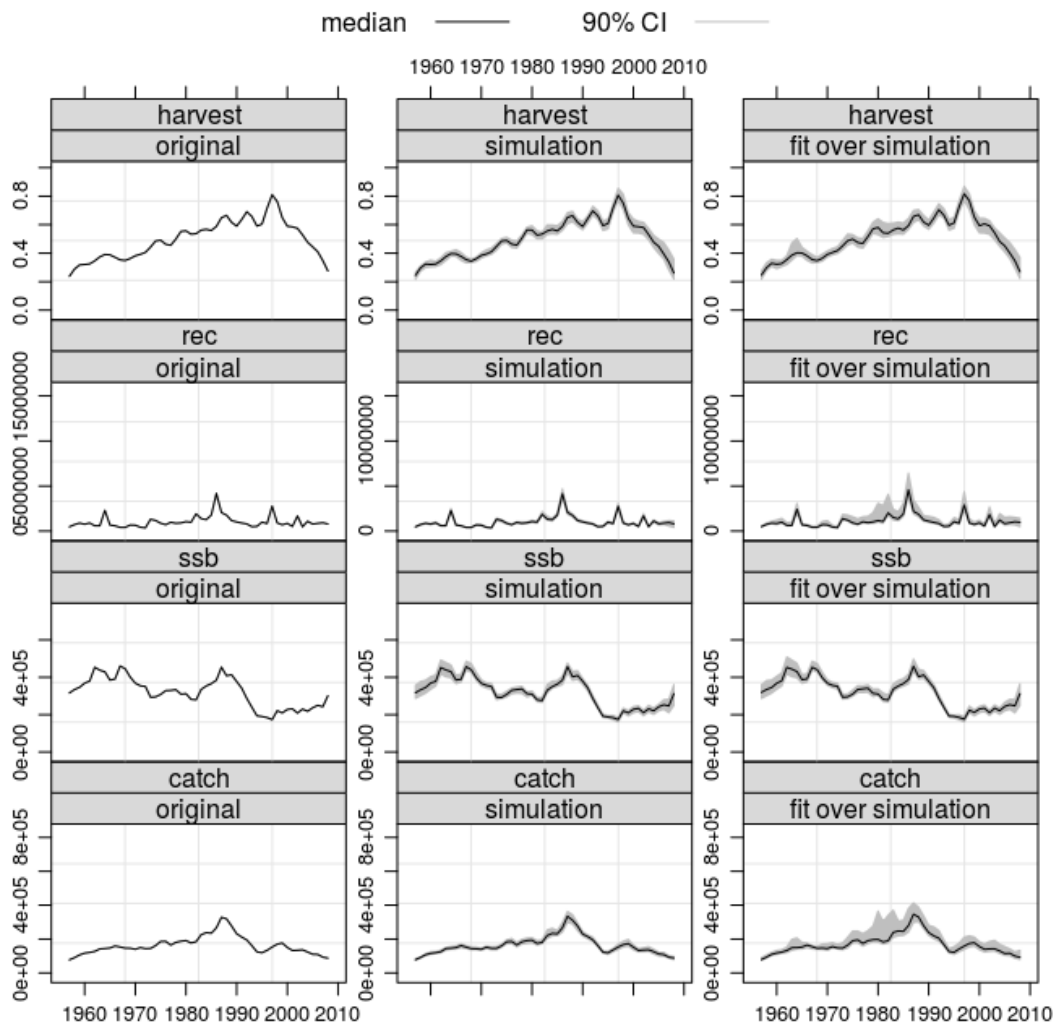 median 90% CI
1960 1970 1980 1990 2000 2010
harvest harvest harvest
original simulation fit over simulation
0.0 0.4 0.8 0.0 0.4 0.8 0.0 0.4 0.8
rec rec rec
original simulation fit over simulation
0 5000000 15000000 0 10000000 0 10000000
ssb ssb ssb
original simulation fit over simulation
0e+00 4e+05 0e+00 4e+05 0e+00 4e+05
catch catch catch
original simulation fit over simulation
0e+00 4e+05 8e+05 0e+00 4e+05 8e+05 0e+00 4e+05 8e+05
1960 1970 1980 1990 2000 2010 1960 1970 1980 1990 2000 2010